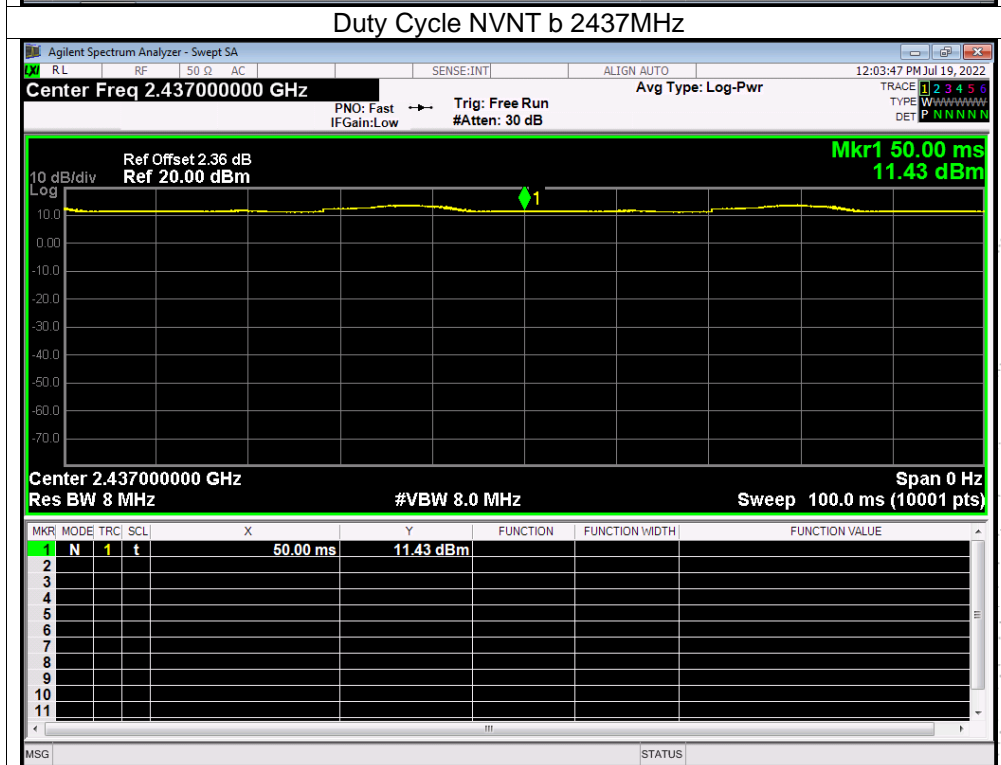 Duty Cycle NVNT b 2437MHz
Agilent Spectrum Analyzer - Swept SA
LXI RL RF 50 Ω AC SENSE:INT ALIGN AUTO 12:03:47 PM Jul 19, 2022
Center Freq 2.437000000 GHz Avg Type: Log-Pwr TRACE 1 2 3 4 5 6
PNO: Fast Trig: Free Run TYPE WWWWWW
IFGain:Low #Atten: 30 dB DET P N N N N N
Mkr1 50.00 ms
Ref Offset 2.36 dB
10 dB/div Ref 20.00 dBm 11.43 dBm
Log
1
10.0
0.00
-10.0
-20.0
-30.0
-40.0
-50.0
-60.0
-70.0
Center 2.437000000 GHz Span 0 Hz
Res BW 8 MHz #VBW 8.0 MHz Sweep 100.0 ms (10001 pts)
MKR MODE TRC SCL X Y FUNCTION FUNCTION WIDTH FUNCTION VALUE
1 N 1 t 50.00 ms 11.43 dBm
2
3
4
5
6
7
8
9
10
11
MSG STATUS